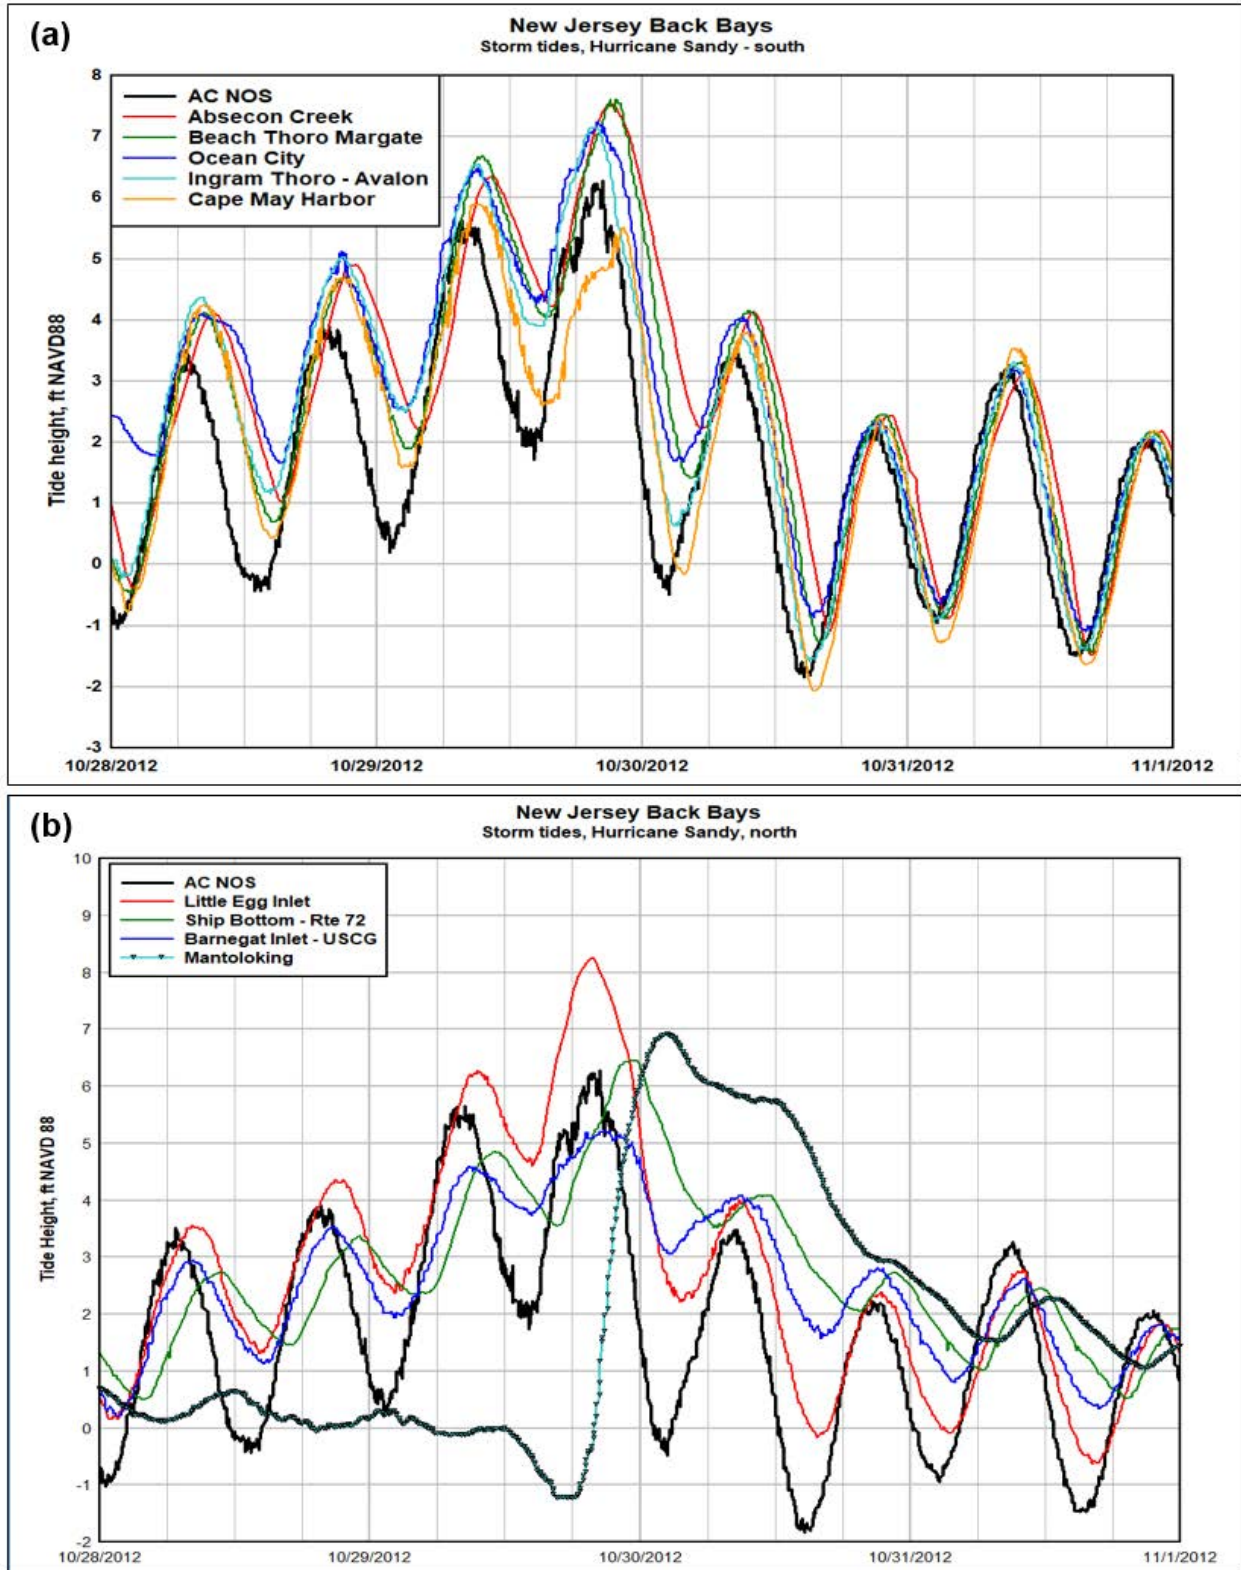 (a)
New Jersey Back Bays
Storm tides, Hurricane Sandy - south
AC NOS
Absecon Creek
Beach Thoro Margate
Ocean City
Ingram Thoro - Avalon
Cape May Harbor
Tide height, ft NAVD88
8
7
6
5
4
3
2
1
0
-1
-2
-3
10/28/2012
10/29/2012
10/30/2012
10/31/2012
11/1/2012
(b)
New Jersey Back Bays
Storm tides, Hurricane Sandy, north
AC NOS
Little Egg Inlet
Ship Bottom - Rte 72
Barnegat Inlet - USCG
Mantoloking
Tide Height, ft NAVD 88
10
9
8
7
6
5
4
3
2
1
0
-1
-2
10/28/2012
10/29/2012
10/30/2012
10/31/2012
11/1/2012